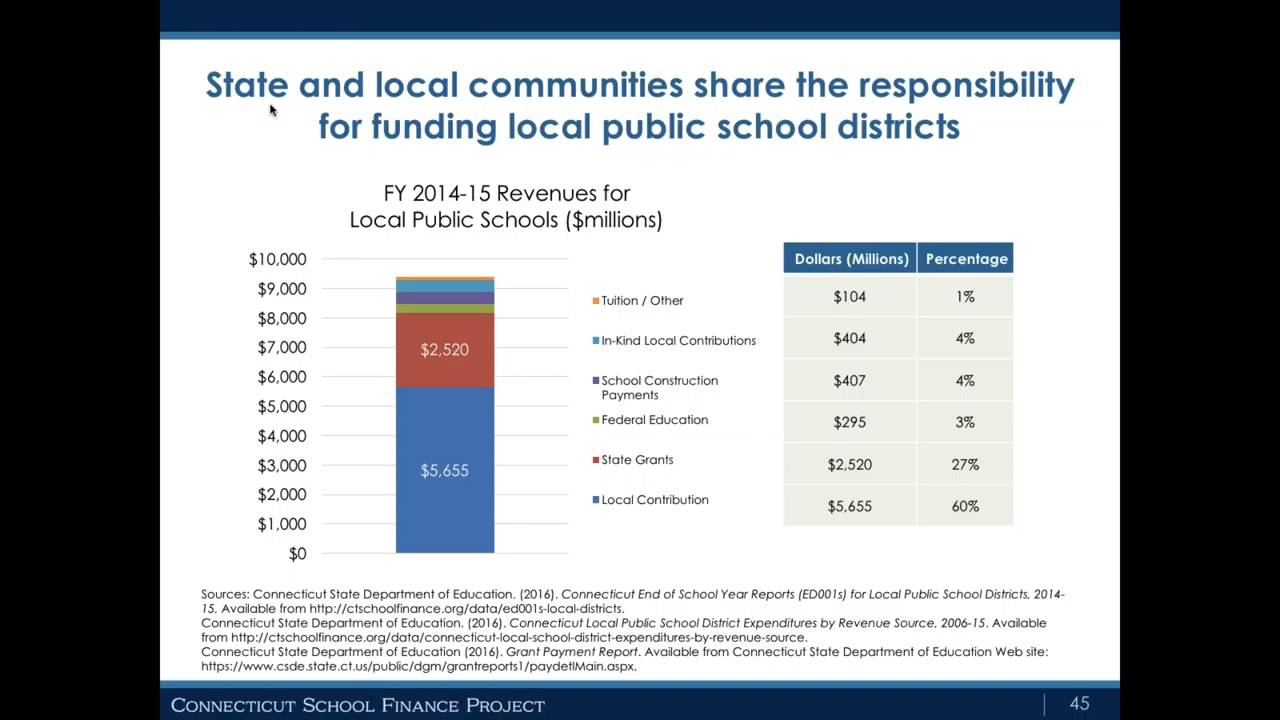 State and local communities share the responsibility
for funding local public school districts
FY 2014-15 Revenues for
Local Public Schools ($millions)
$10,000
$9,000
$8,000
$7,000
$6,000
$5,000
$4,000
$3,000
$2,000
$1,000
$0
$2,520
$5,655
Tuition / Other
In-Kind Local Contributions
School Construction
Payments
Federal Education
State Grants
Local Contribution
Dollars (Millions) Percentage
$104 1%
$404 4%
$407 4%
$295 3%
$2,520 27%
$5,655 60%
Sources: Connecticut State Department of Education. (2016). Connecticut End of School Year Reports (ED001s) for Local Public School Districts, 2014-
15. Available from http://ctschoolfinance.org/data/ed001s-local-districts.
Connecticut State Department of Education. (2016). Connecticut Local Public School District Expenditures by Revenue Source, 2006-15. Available
from http://ctschoolfinance.org/data/connecticut-local-school-district-expenditures-by-revenue-source.
Connecticut State Department of Education (2016). Grant Payment Report. Available from Connecticut State Department of Education Web site:
https://www.csde.state.ct.us/public/dgm/grantreports1/paydetlMain.aspx.
CONNECTICUT SCHOOL FINANCE PROJECT
45